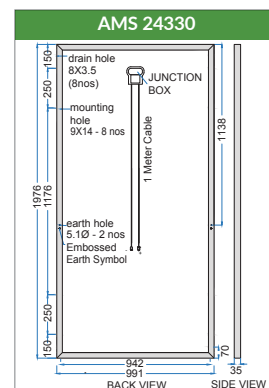 AMS 24330
150
drain hole
8X3.5
(8nos)
250
JUNCTION
BOX
mounting
hole
9X14 - 8 nos
1 Meter Cable
1138
1976
1176
earth hole
5.1Ø - 2 nos
Embossed
Earth Symbol
250
150
70
942
35
991
BACK VIEW
SIDE VIEW